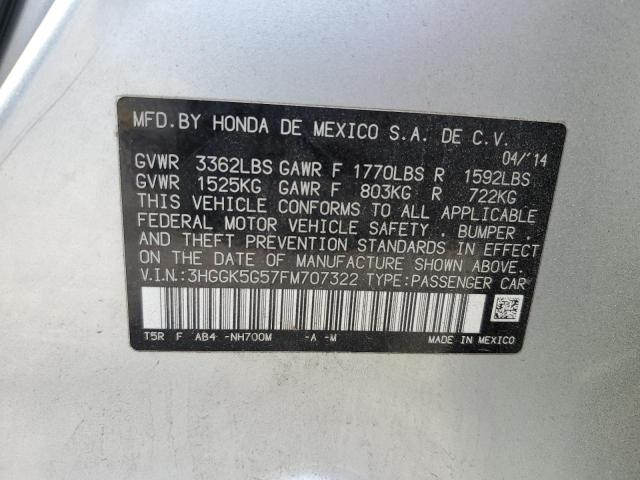 MFD.BY HONDA DE MEXICO S.A. DE C.V.
04/'14
GVWR 3362LBS GAWR F 1770LBS R 1592LBS
GVWR 1525KG GAWR F 803KG R 722KG
THIS VEHICLE CONFORMS TO ALL APPLICABLE
FEDERAL MOTOR VEHICLE SAFETY , BUMPER ,
AND THEFT PREVENTION STANDARDS IN EFFECT
ON THE DATE OF MANUFACTURE SHOWN ABOVE.
V.I.N.:3HGGK5G57FM707322 TYPE:PASSENGER CAR
T5R F AB4 -NH700M -A -M MADE IN MEXICO